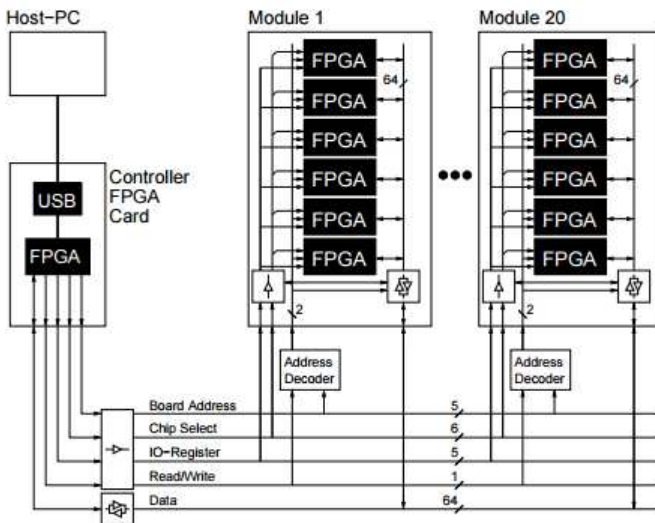 Host-PC
Module 1
Module 20
FPGA
FPGA
FPGA
FPGA
FPGA
FPGA
64
FPGA
FPGA
FPGA
FPGA
FPGA
FPGA
64
Controller
FPGA
Card
USB
FPGA
2
2
Address
Decoder
Address
Decoder
Board Address
5
Chip Select
6
IO-Register
5
Read/Write
1
Data
64